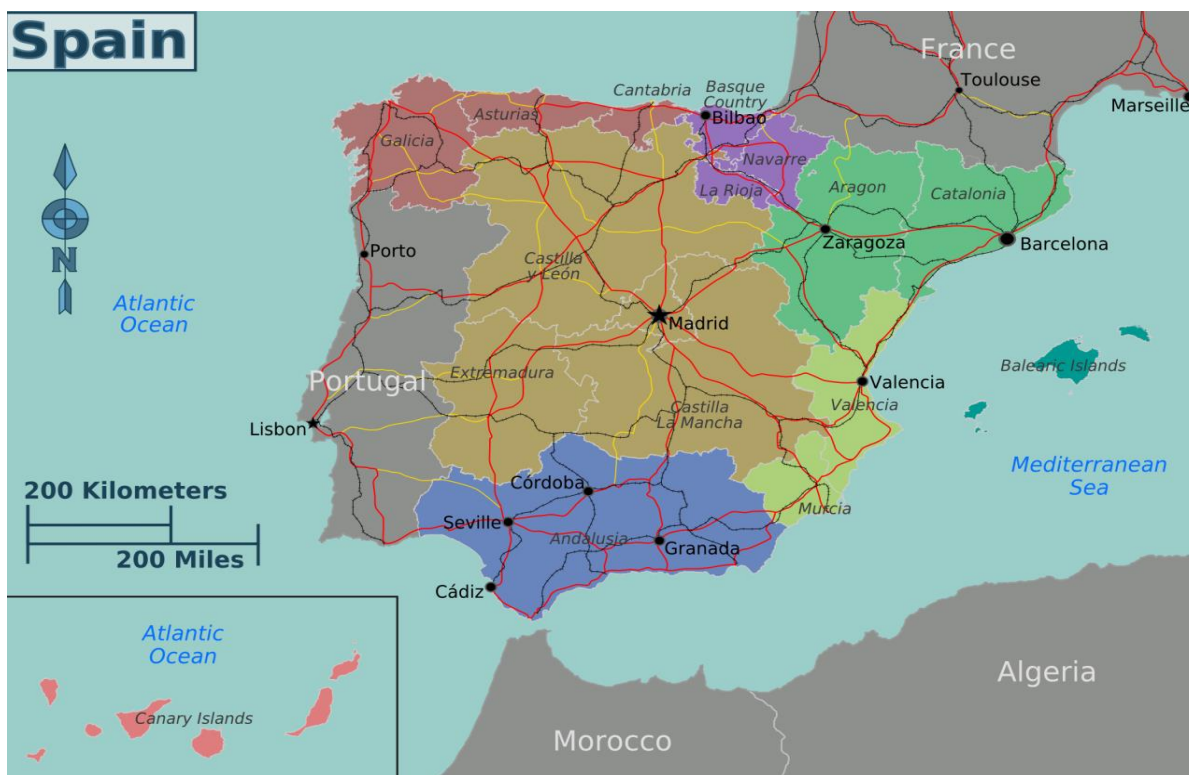 Spain
France
Toulouse
Marseille
Cantabria
Basque
Country
Bilbao
Asturias
Galicia
Navarre
La Rioja
Aragon
Catalonia
N
Porto
Zaragoza
Barcelona
Castilla
y León
Atlantic
Ocean
Madrid
Balearic Islands
Extremadura
Portugal
Valencia
Valencia
Castilla
La Mancha
Lisbon
Mediterranean
Sea
200 Kilometers
200 Miles
Córdoba
Murcia
Seville
Andalusia
Granada
Cádiz
Atlantic
Ocean
Canary Islands
Algeria
Morocco